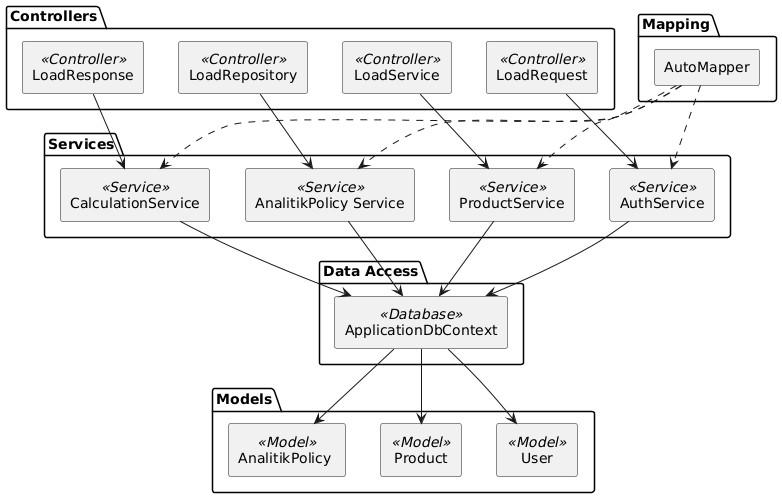 Controllers
Mapping
«Controller»
LoadResponse
«Controller»
LoadRepository
«Controller»
LoadService
«Controller»
LoadRequest
AutoMapper
Services
«Service»
CalculationService
«Service»
AnalitikPolicy Service
«Service»
ProductService
«Service»
AuthService
Data Access
«Database»
ApplicationDbContext
Models
«Model»
AnalitikPolicy
«Model»
Product
«Model»
User